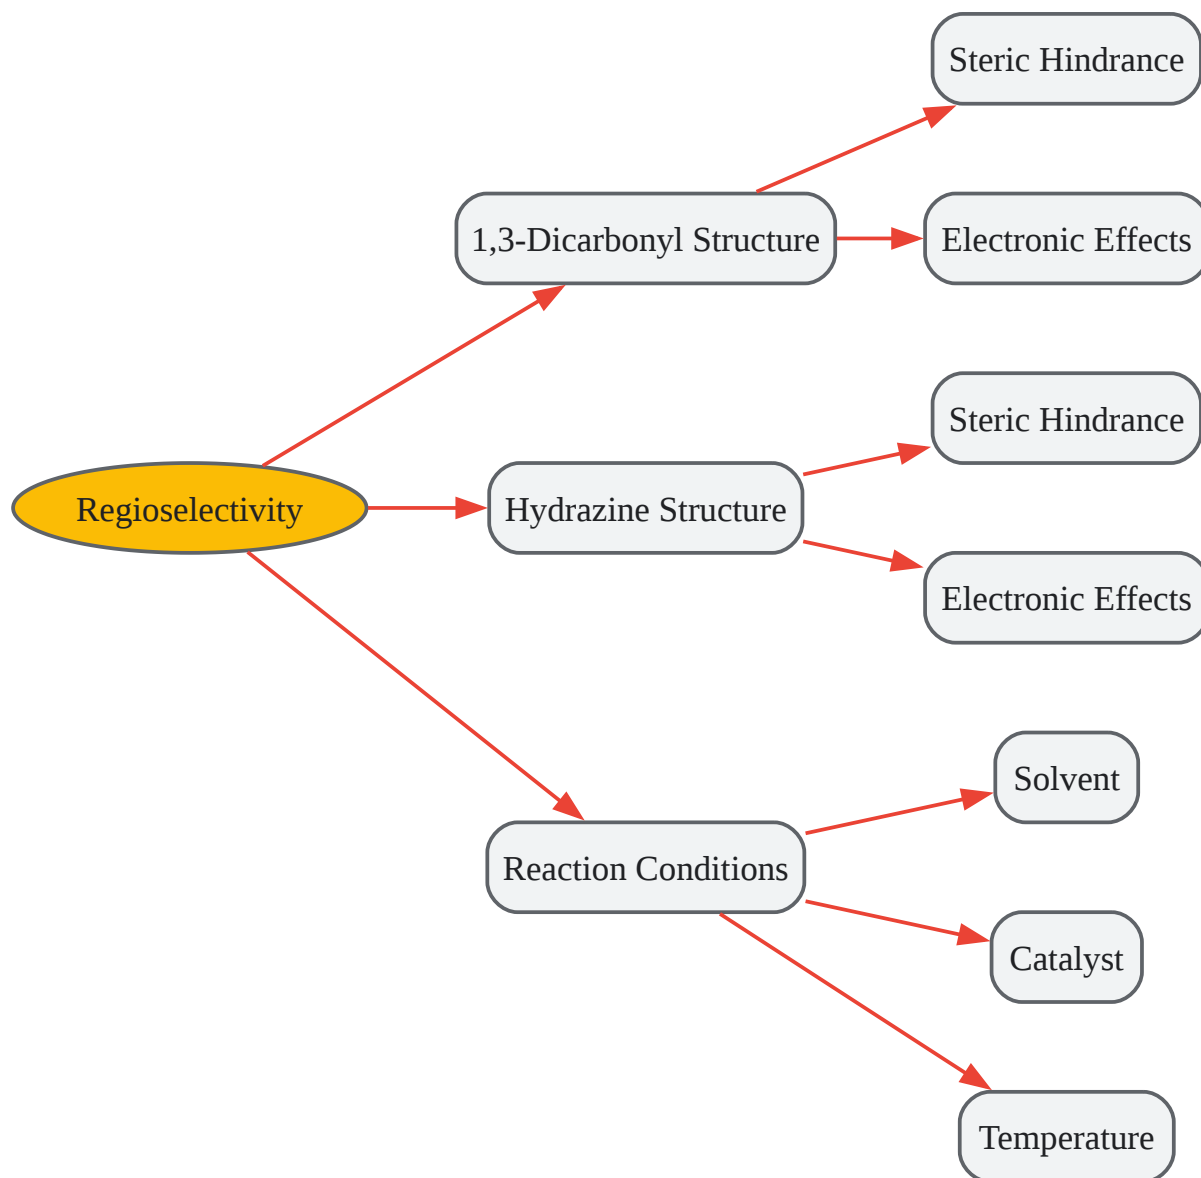 Steric Hindrance
1,3-Dicarbonyl Structure
Electronic Effects
Steric Hindrance
Regioselectivity
Hydrazine Structure
Electronic Effects
Solvent
Reaction Conditions
Catalyst
Temperature